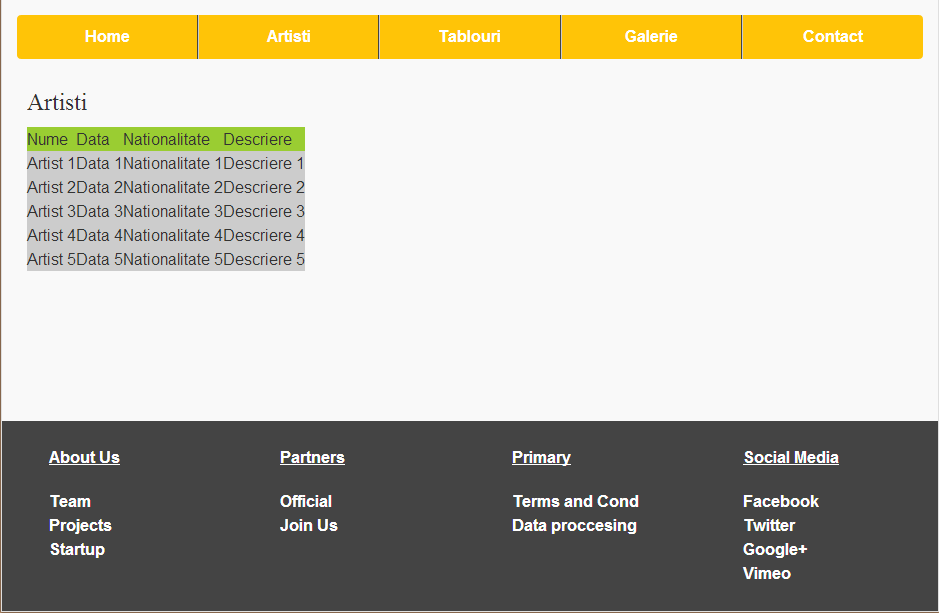 Home Artisti Tablouri Galerie Contact
Artisti
Nume Data Nationalitate Descriere
Artist 1 Data 1 Nationalitate 1 Descriere 1
Artist 2 Data 2 Nationalitate 2 Descriere 2
Artist 3 Data 3 Nationalitate 3 Descriere 3
Artist 4 Data 4 Nationalitate 4 Descriere 4
Artist 5 Data 5 Nationalitate 5 Descriere 5
About Us Partners Primary Social Media
Team Official Terms and Cond Facebook
Projects Join Us Data proccesing Twitter
Startup Google+
Vimeo